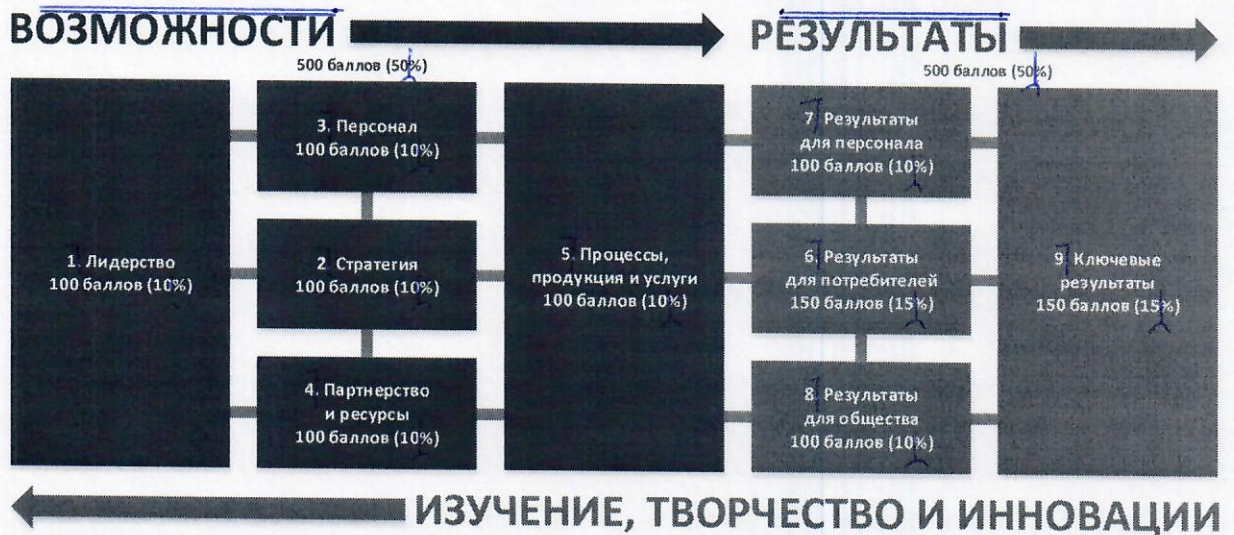 ВОЗМОЖНОСТИ
500 баллов (50%)
РЕЗУЛЬТАТЫ
500 баллов (50%)
1. Лидерство
100 баллов (10%)
3. Персонал
100 баллов (10%)
2. Стратегия
100 баллов (10%)
4. Партнерство
и ресурсы
100 баллов (10%)
5. Процессы,
продукция и услуги
100 баллов (10%)
7. Результаты
для персонала
100 баллов (10%)
6. Результаты
для потребителей
150 баллов (15%)
8. Результаты
для общества
100 баллов (10%)
9. Ключевые
результаты
150 баллов (15%)
ИЗУЧЕНИЕ, ТВОРЧЕСТВО И ИННОВАЦИИ